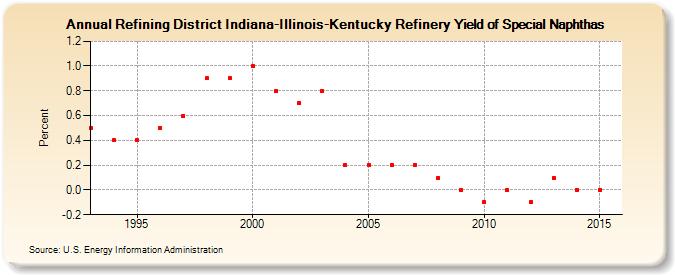 Annual Refining District Indiana-Illinois-Kentucky Refinery Yield of Special Naphthas
Percent
1.2
1.0
0.8
0.6
0.4
0.2
0.0
-0.2
1995 2000 2005 2010 2015
Source: U.S. Energy Information Administration